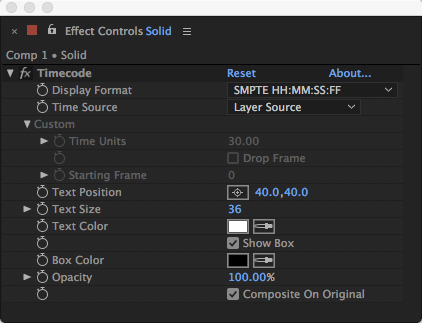 × Effect Controls Solid ≡
Comp 1 • Solid
fx Timecode Reset About...
Display Format SMPTE HH:MM:SS:FF
Time Source Layer Source
Custom
Time Units 30.00
Drop Frame
Starting Frame 0
Text Position 40.0,40.0
Text Size 36
Text Color
Show Box
Box Color
Opacity 100.00%
Composite On Original